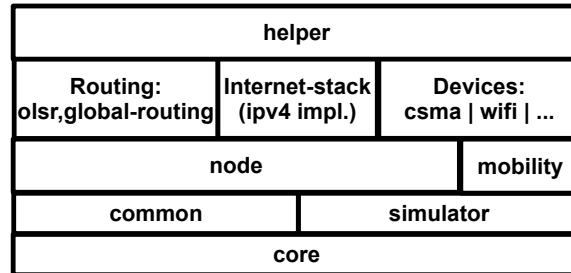 helper
Routing:
olsr,global-routing
Internet-stack
(ipv4 impl.)
Devices:
csma | wifi | ...
node
mobility
common
simulator
core